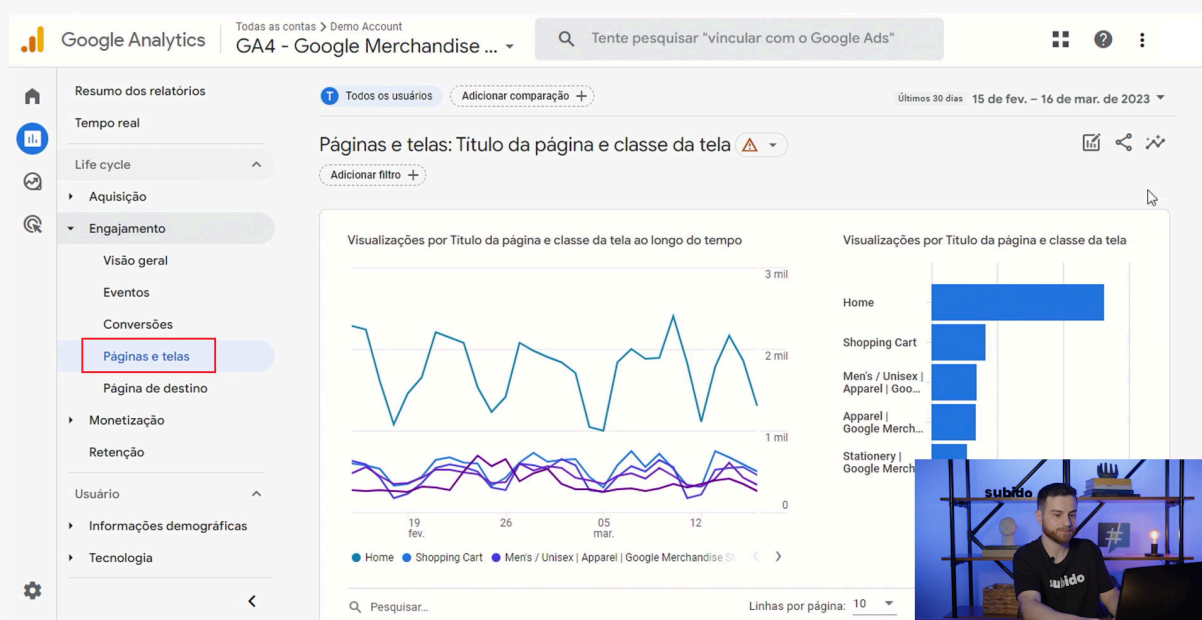 Google Analytics
Todas as contas > Demo Account
GA4 - Google Merchandise ...
Tente pesquisar "vincular com o Google Ads"
Resumo dos relatórios
Tempo real
Life cycle
Aquisição
Engajamento
Visão geral
Eventos
Conversões
Páginas e telas
Página de destino
Monetização
Retenção
Usuário
Informações demográficas
Tecnologia
T Todos os usuários
Adicionar comparação +
Últimos 30 dias 15 de fev. – 16 de mar. de 2023
Páginas e telas: Título da página e classe da tela
Adicionar filtro +
Visualizações por Título da página e classe da tela ao longo do tempo
3 mil
2 mil
1 mil
0
19
fev.
26
05
mar.
12
Home Shopping Cart Men's / Unisex | Apparel | Google Merchandise St
Visualizações por Título da página e classe da tela
Home
Shopping Cart
Men's / Unisex |
Apparel | Goo...
Apparel |
Google Merch...
Stationery |
Google Merch
Pesquisar...
Linhas por página: 10
subido
#
subido